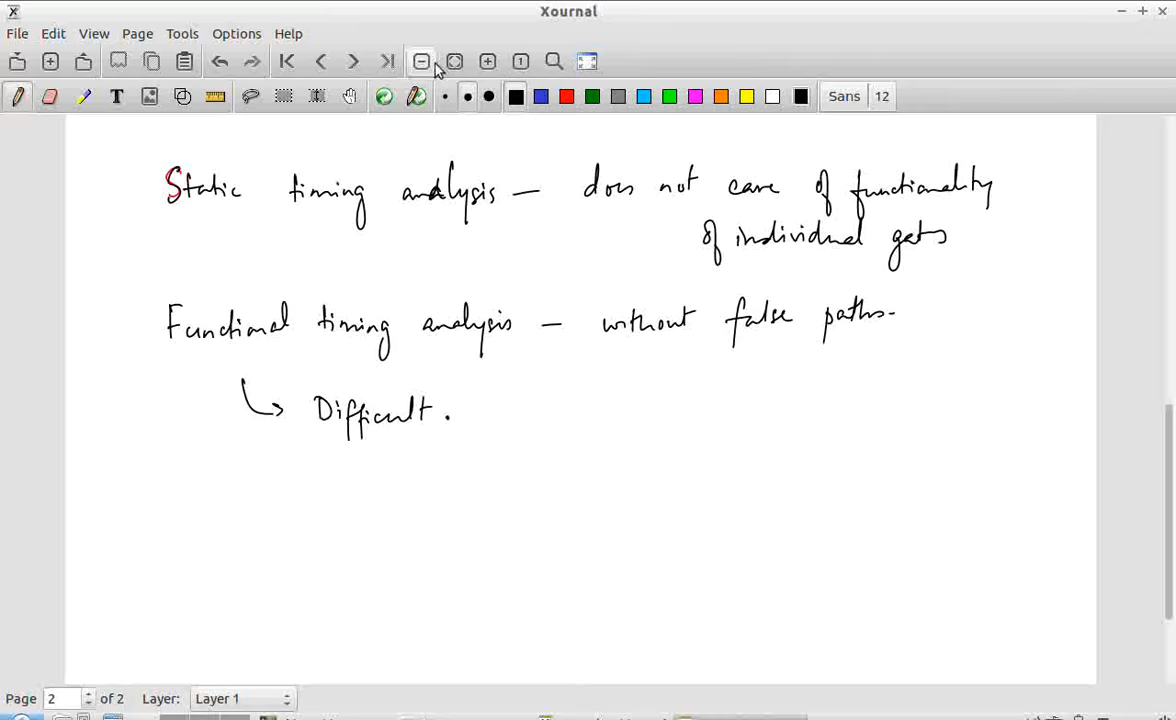 Xournal
File Edit View Page Tools Options Help
Sans 12
Static timing analysis — does not care of functionality
of individual gates
Functional timing analysis — without false paths.
↳ Difficult.
Page 2 of 2 Layer: Layer 1